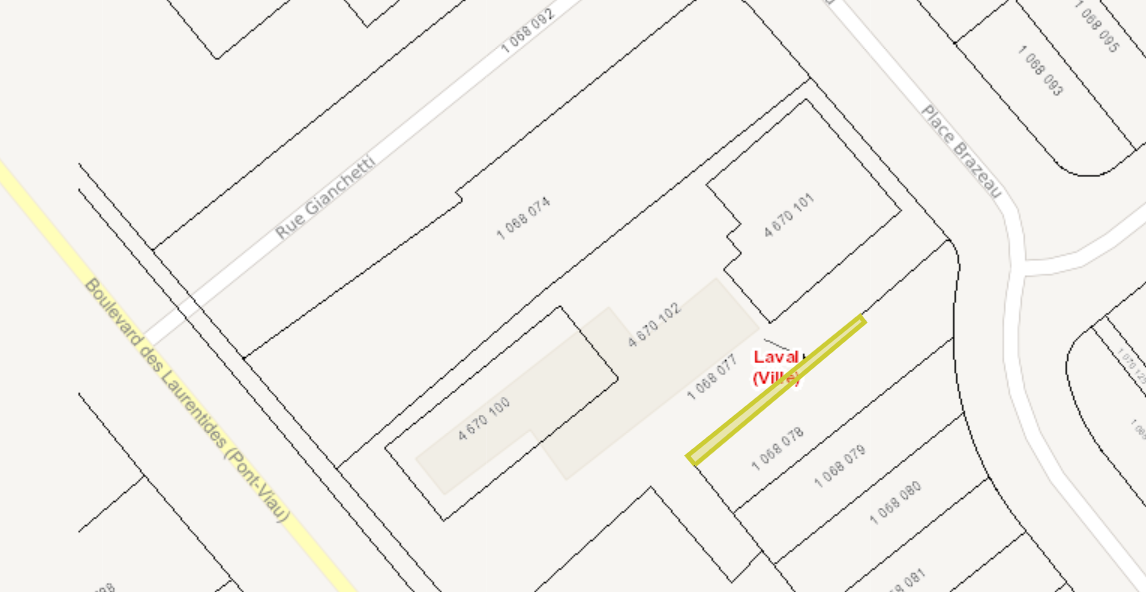 1 068 092
1 068 095
1 068 093
Place Brazeau
Rue Gianchetti
1 068 074
4 670 101
Boulevard des Laurentides (Pont-Viau)
4 670 102
Laval
(Ville)
1 068 077
4 670 100
1 068 078
1 068 079
1 068 080